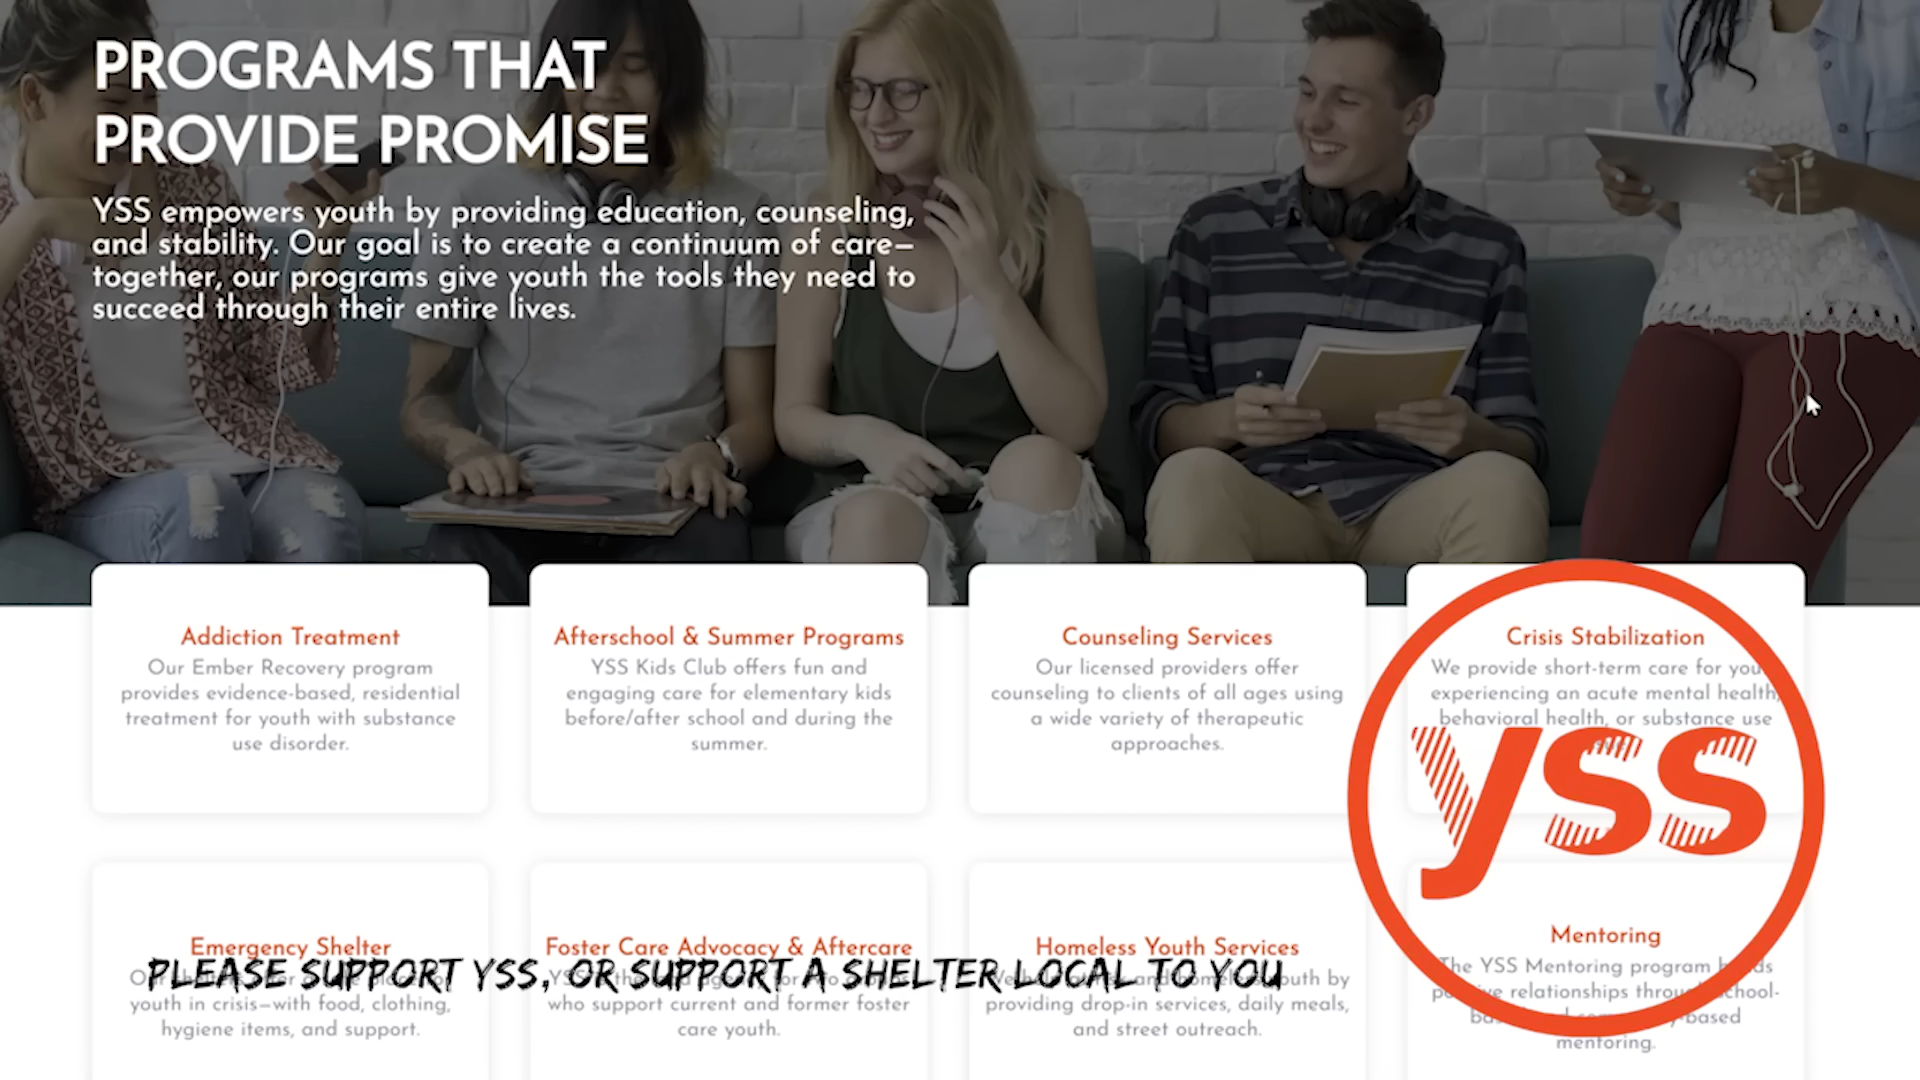 PROGRAMS THAT
PROVIDE PROMISE
YSS empowers youth by providing education, counseling,
and stability. Our goal is to create a continuum of care—
together, our programs give youth the tools they need to
succeed through their entire lives.
Addiction Treatment
Our Ember Recovery program
provides evidence-based, residential
treatment for youth with substance
use disorder.
Afterschool & Summer Programs
YSS Kids Club offers fun and
engaging care for elementary kids
before/after school and during the
summer.
Counseling Services
Our licensed providers offer
counseling to clients of all ages using
a wide variety of therapeutic
approaches.
Crisis Stabilization
We provide short-term care for
experiencing an acute mental health,
behavioral health, or substance use
yss
Emergency Shelter
youth in crisis—with food, clothing,
hygiene items, and support.
Foster Care Advocacy & Aftercare
who support current and former foster
care youth.
Homeless Youth Services
providing drop-in services, daily meals,
and street outreach.
Mentoring
The YSS Mentoring program
relationships
mentoring.
PLEASE SUPPORT YSS, OR SUPPORT A SHELTER LOCAL TO YOU